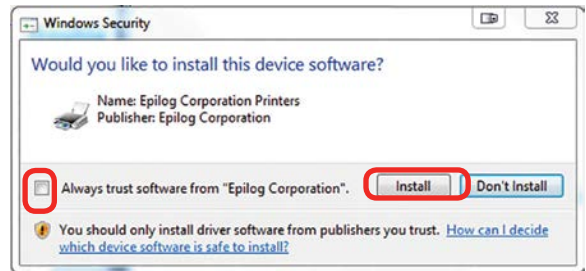 Windows Security
Would you like to install this device software?
Name: Epilog Corporation Printers
Publisher: Epilog Corporation
Always trust software from "Epilog Corporation".
Install
Don't Install
You should only install driver software from publishers you trust. How can I decide
which device software is safe to install?